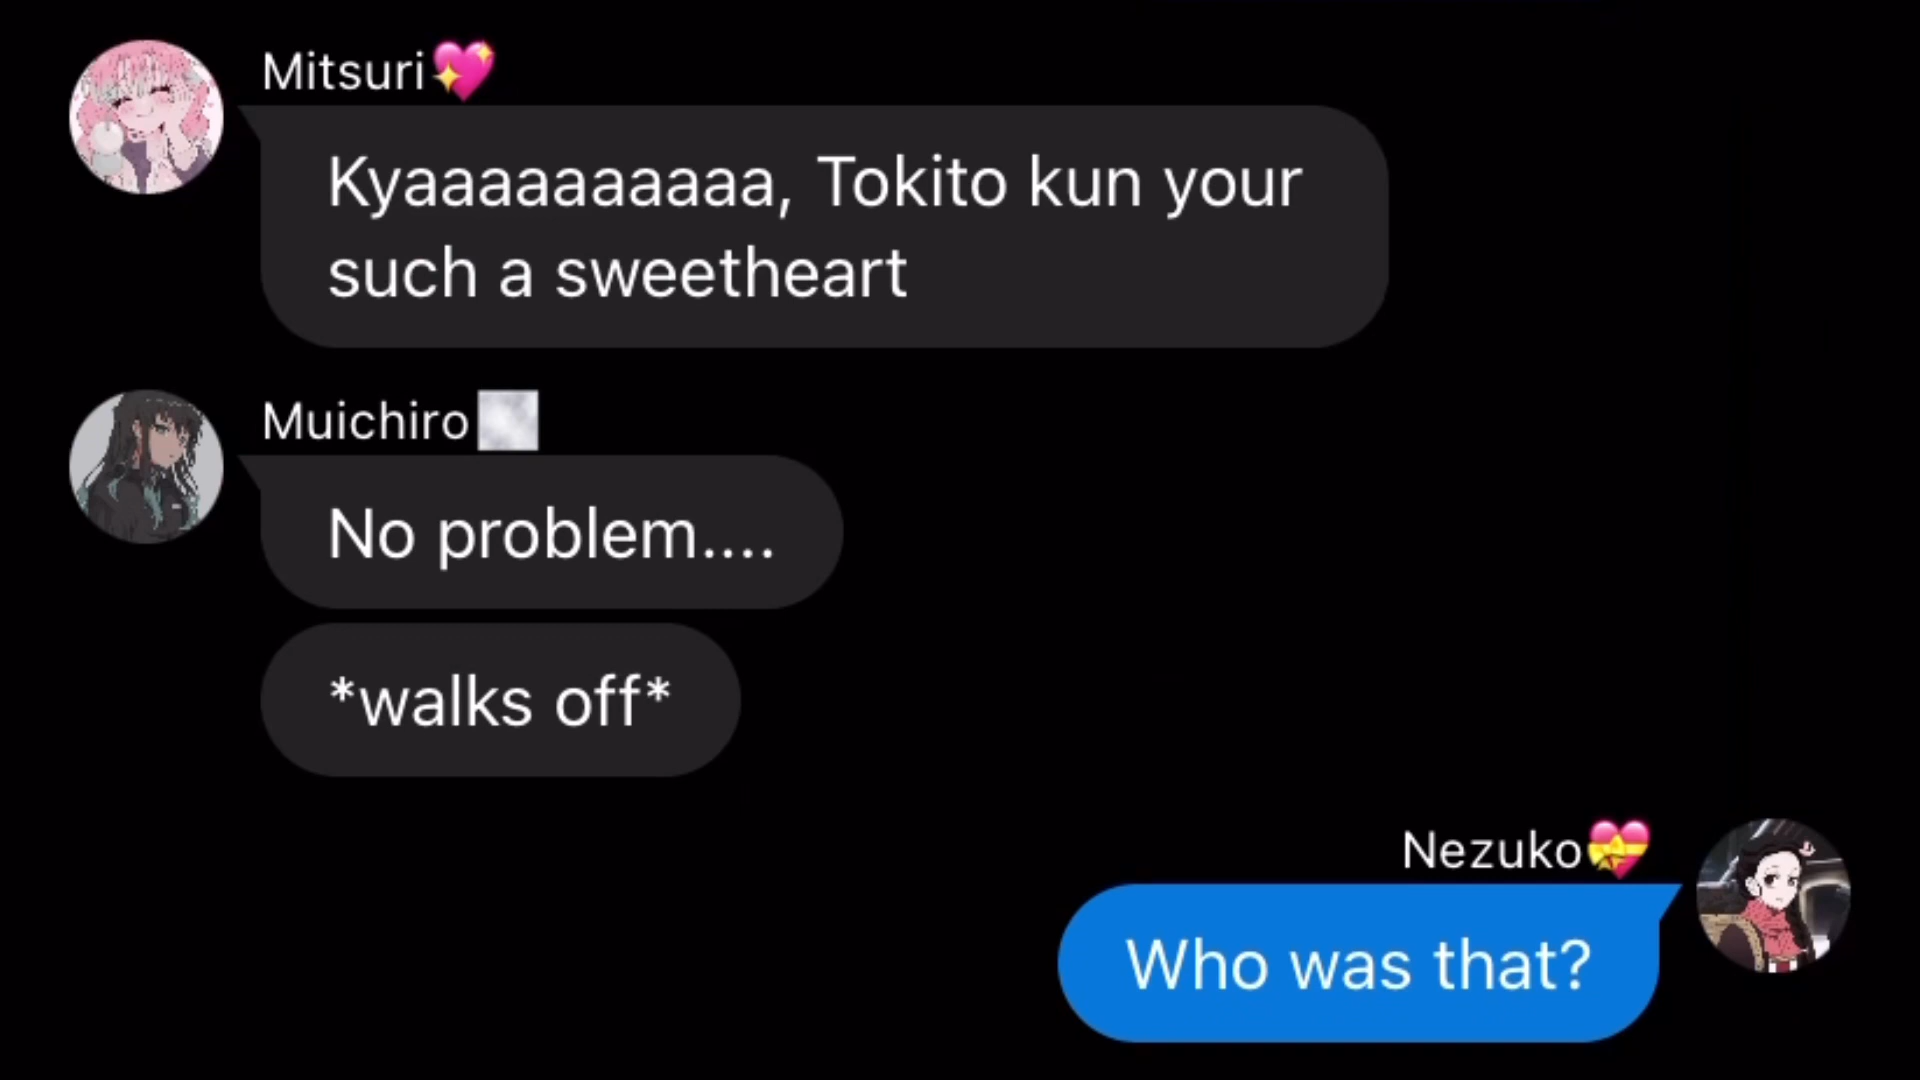 Mitsuri💖
Kyaaaaaaaaaa, Tokito kun your
such a sweetheart
Muichiro
No problem....
*walks off*
Nezuko💝
Who was that?